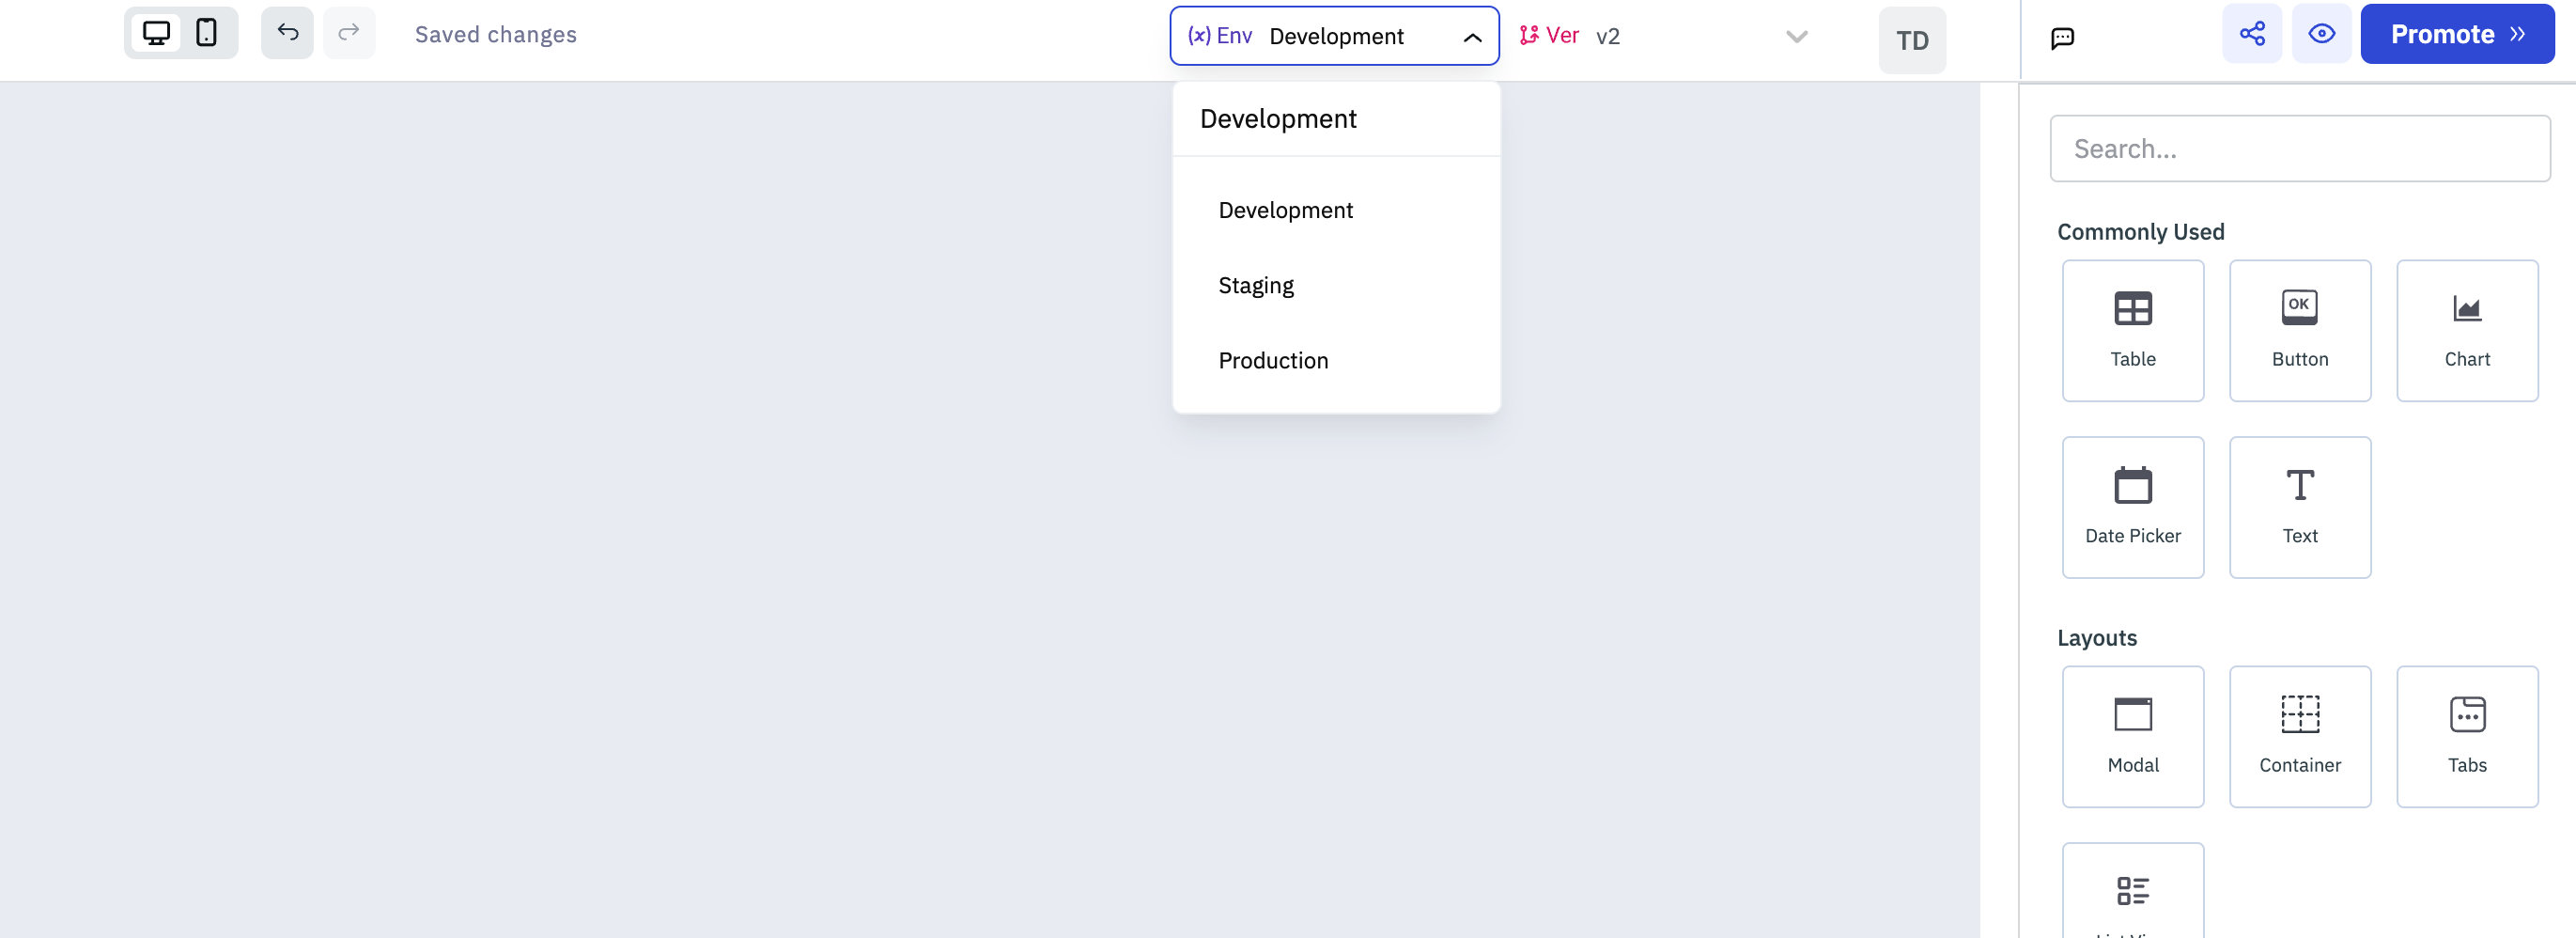 Saved changes
(x) Env Development
Ver v2
TD
Promote
Development
Development
Staging
Production
Search...
Commonly Used
Table
Button
OK
Chart
Date Picker
Text
Layouts
Modal
Container
Tabs